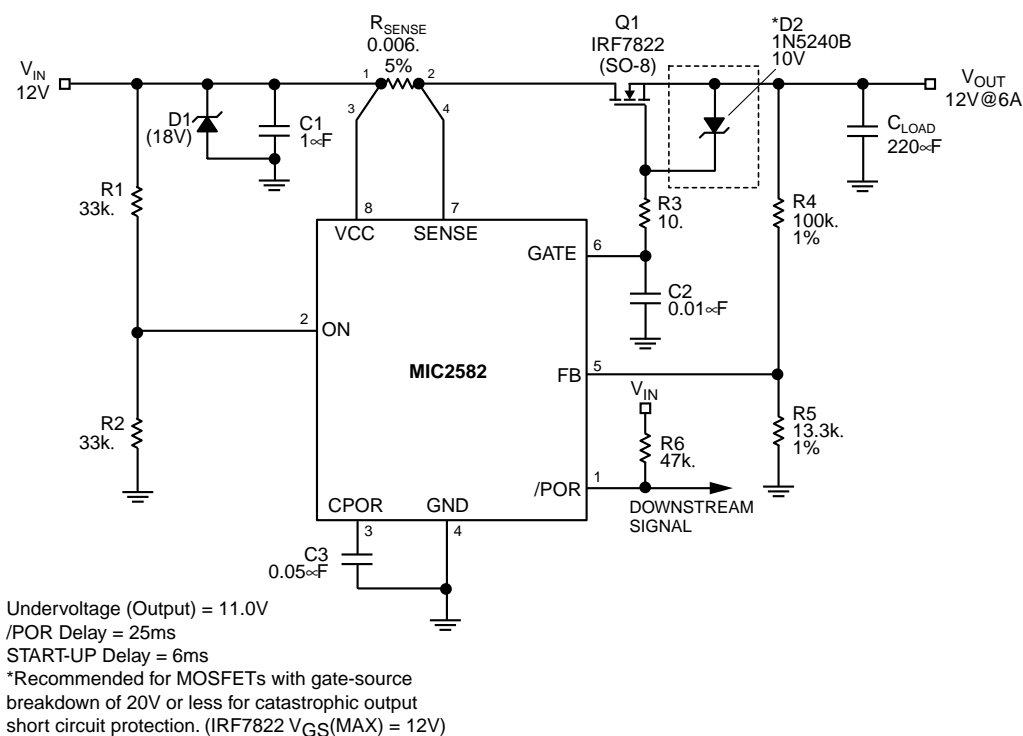 R_SENSE
0.006.
5%
Q1
IRF7822
(SO-8)
*D2
1N5240B
10V
V_IN
12V
1
2
3
4
V_OUT
12V@6A
D1
(18V)
C1
1∝F
C_LOAD
220∝F
R1
33k.
8
7
R3
10.
R4
100k.
1%
VCC
SENSE
GATE
6
C2
0.01∝F
2
ON
MIC2582
FB
5
V_IN
R2
33k.
R6
47k.
R5
13.3k.
1%
/POR
1
CPOR
GND
DOWNSTREAM
SIGNAL
3
4
C3
0.05∝F
Undervoltage (Output) = 11.0V
/POR Delay = 25ms
START-UP Delay = 6ms
*Recommended for MOSFETs with gate-source
breakdown of 20V or less for catastrophic output
short circuit protection. (IRF7822 V_GS(MAX) = 12V)